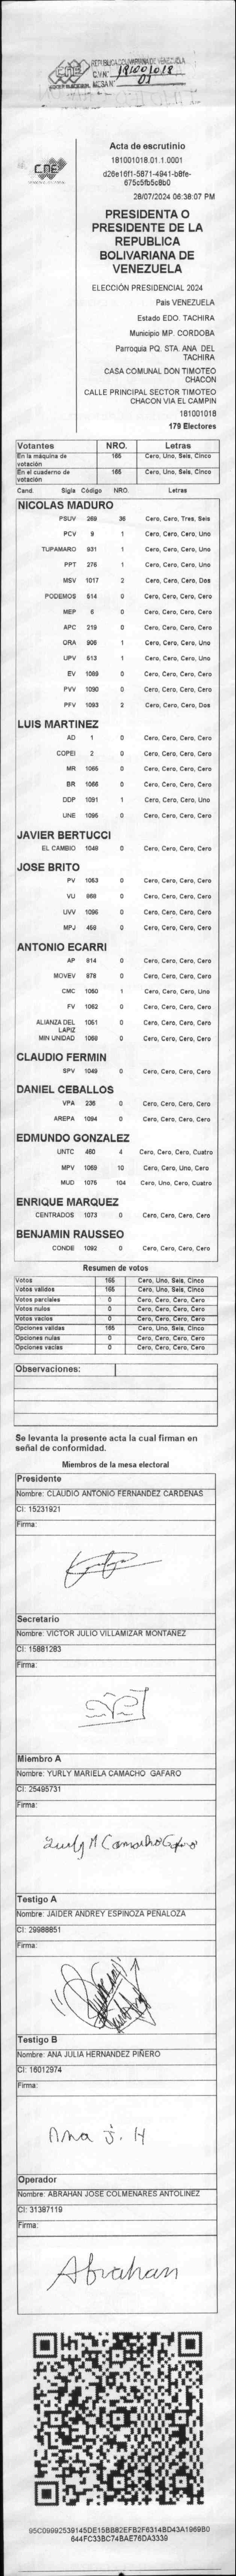 CNE
REPUBLICA BOLIVARIANA DE VENEZUELA
C.V.N° 181001018
MESA N° 01
CNE
Acta de escrutinio
181001018.01.1.0001
d26e16f1-5871-4941-b8fe-
675c5fb5c8b0
28/07/2024 06:38:07 PM
PRESIDENTA O
PRESIDENTE DE LA
REPUBLICA
BOLIVARIANA DE
VENEZUELA
ELECCIÓN PRESIDENCIAL 2024
País VENEZUELA
Estado EDO. TACHIRA
Municipio MP. CORDOBA
Parroquia PQ. STA. ANA DEL
TACHIRA
CASA COMUNAL DON TIMOTEO
CHACON
CALLE PRINCIPAL SECTOR TIMOTEO
CHACON VIA EL CAMPIN
181001018
179 Electores
Votantes NRO. Letras
En la máquina de votación 165 Cero, Uno, Seis, Cinco
En el cuaderno de votación 165 Cero, Uno, Seis, Cinco
Cand. Sigla Código NRO. Letras
NICOLAS MADURO
PSUV 269 36 Cero, Cero, Tres, Seis
PCV 9 1 Cero, Cero, Cero, Uno
TUPAMARO 931 1 Cero, Cero, Cero, Uno
PPT 276 1 Cero, Cero, Cero, Uno
MSV 1017 2 Cero, Cero, Cero, Dos
PODEMOS 514 0 Cero, Cero, Cero, Cero
MEP 6 0 Cero, Cero, Cero, Cero
APC 219 0 Cero, Cero, Cero, Cero
ORA 908 1 Cero, Cero, Cero, Uno
UPV 513 1 Cero, Cero, Cero, Uno
EV 1089 0 Cero, Cero, Cero, Cero
PVV 1090 0 Cero, Cero, Cero, Cero
PFV 1093 2 Cero, Cero, Cero, Dos
LUIS MARTINEZ
AD 1 0 Cero, Cero, Cero, Cero
COPEI 2 0 Cero, Cero, Cero, Cero
MR 1065 0 Cero, Cero, Cero, Cero
BR 1066 0 Cero, Cero, Cero, Cero
DDP 1091 1 Cero, Cero, Cero, Uno
UNE 1095 0 Cero, Cero, Cero, Cero
JAVIER BERTUCCI
EL CAMBIO 1048 0 Cero, Cero, Cero, Cero
JOSE BRITO
PV 1053 0 Cero, Cero, Cero, Cero
VU 868 0 Cero, Cero, Cero, Cero
UVV 1096 0 Cero, Cero, Cero, Cero
MPJ 459 0 Cero, Cero, Cero, Cero
ANTONIO ECARRI
AP 814 0 Cero, Cero, Cero, Cero
MOVEV 878 0 Cero, Cero, Cero, Cero
CMC 1050 1 Cero, Cero, Cero, Uno
FV 1062 0 Cero, Cero, Cero, Cero
ALIANZA DEL LAPIZ 1051 0 Cero, Cero, Cero, Cero
MIN UNIDAD 1088 0 Cero, Cero, Cero, Cero
CLAUDIO FERMIN
SPV 1049 0 Cero, Cero, Cero, Cero
DANIEL CEBALLOS
VPA 236 0 Cero, Cero, Cero, Cero
AREPA 1094 0 Cero, Cero, Cero, Cero
EDMUNDO GONZALEZ
UNTC 460 4 Cero, Cero, Cero, Cuatro
MPV 1069 10 Cero, Cero, Uno, Cero
MUD 1076 104 Cero, Uno, Cero, Cuatro
ENRIQUE MARQUEZ
CENTRADOS 1073 0 Cero, Cero, Cero, Cero
BENJAMIN RAUSSEO
CONDE 1092 0 Cero, Cero, Cero, Cero
Resumen de votos
Votos 165 Cero, Uno, Seis, Cinco
Votos validos 165 Cero, Uno, Seis, Cinco
Votos parciales 0 Cero, Cero, Cero, Cero
Votos nulos 0 Cero, Cero, Cero, Cero
Votos vacíos 0 Cero, Cero, Cero, Cero
Opciones validas 165 Cero, Uno, Seis, Cinco
Opciones nulas 0 Cero, Cero, Cero, Cero
Opciones vacías 0 Cero, Cero, Cero, Cero
Observaciones:
Se levanta la presente acta la cual firman en
señal de conformidad.
Miembros de la mesa electoral
Presidente
Nombre: CLAUDIO ANTONIO FERNANDEZ CARDENAS
CI: 15231921
Firma:
Secretario
Nombre: VICTOR JULIO VILLAMIZAR MONTAÑEZ
CI: 15881283
Firma:
Miembro A
Nombre: YURLY MARIELA CAMACHO GAFARO
CI: 25495731
Firma:
Yurly M Camacho Gafaro
Testigo A
Nombre: JAIDER ANDREY ESPINOZA PEÑALOZA
CI: 29988851
Firma:
Testigo B
Nombre: ANA JULIA HERNANDEZ PIÑERO
CI: 16012974
Firma:
Ana J. H
Operador
Nombre: ABRAHAN JOSE COLMENARES ANTOLINEZ
CI: 31387119
Firma:
Abrahan
95C09992539145DE15BB82EFB2F6314BD43A1969B0
644FC33BC74BAE76DA3339